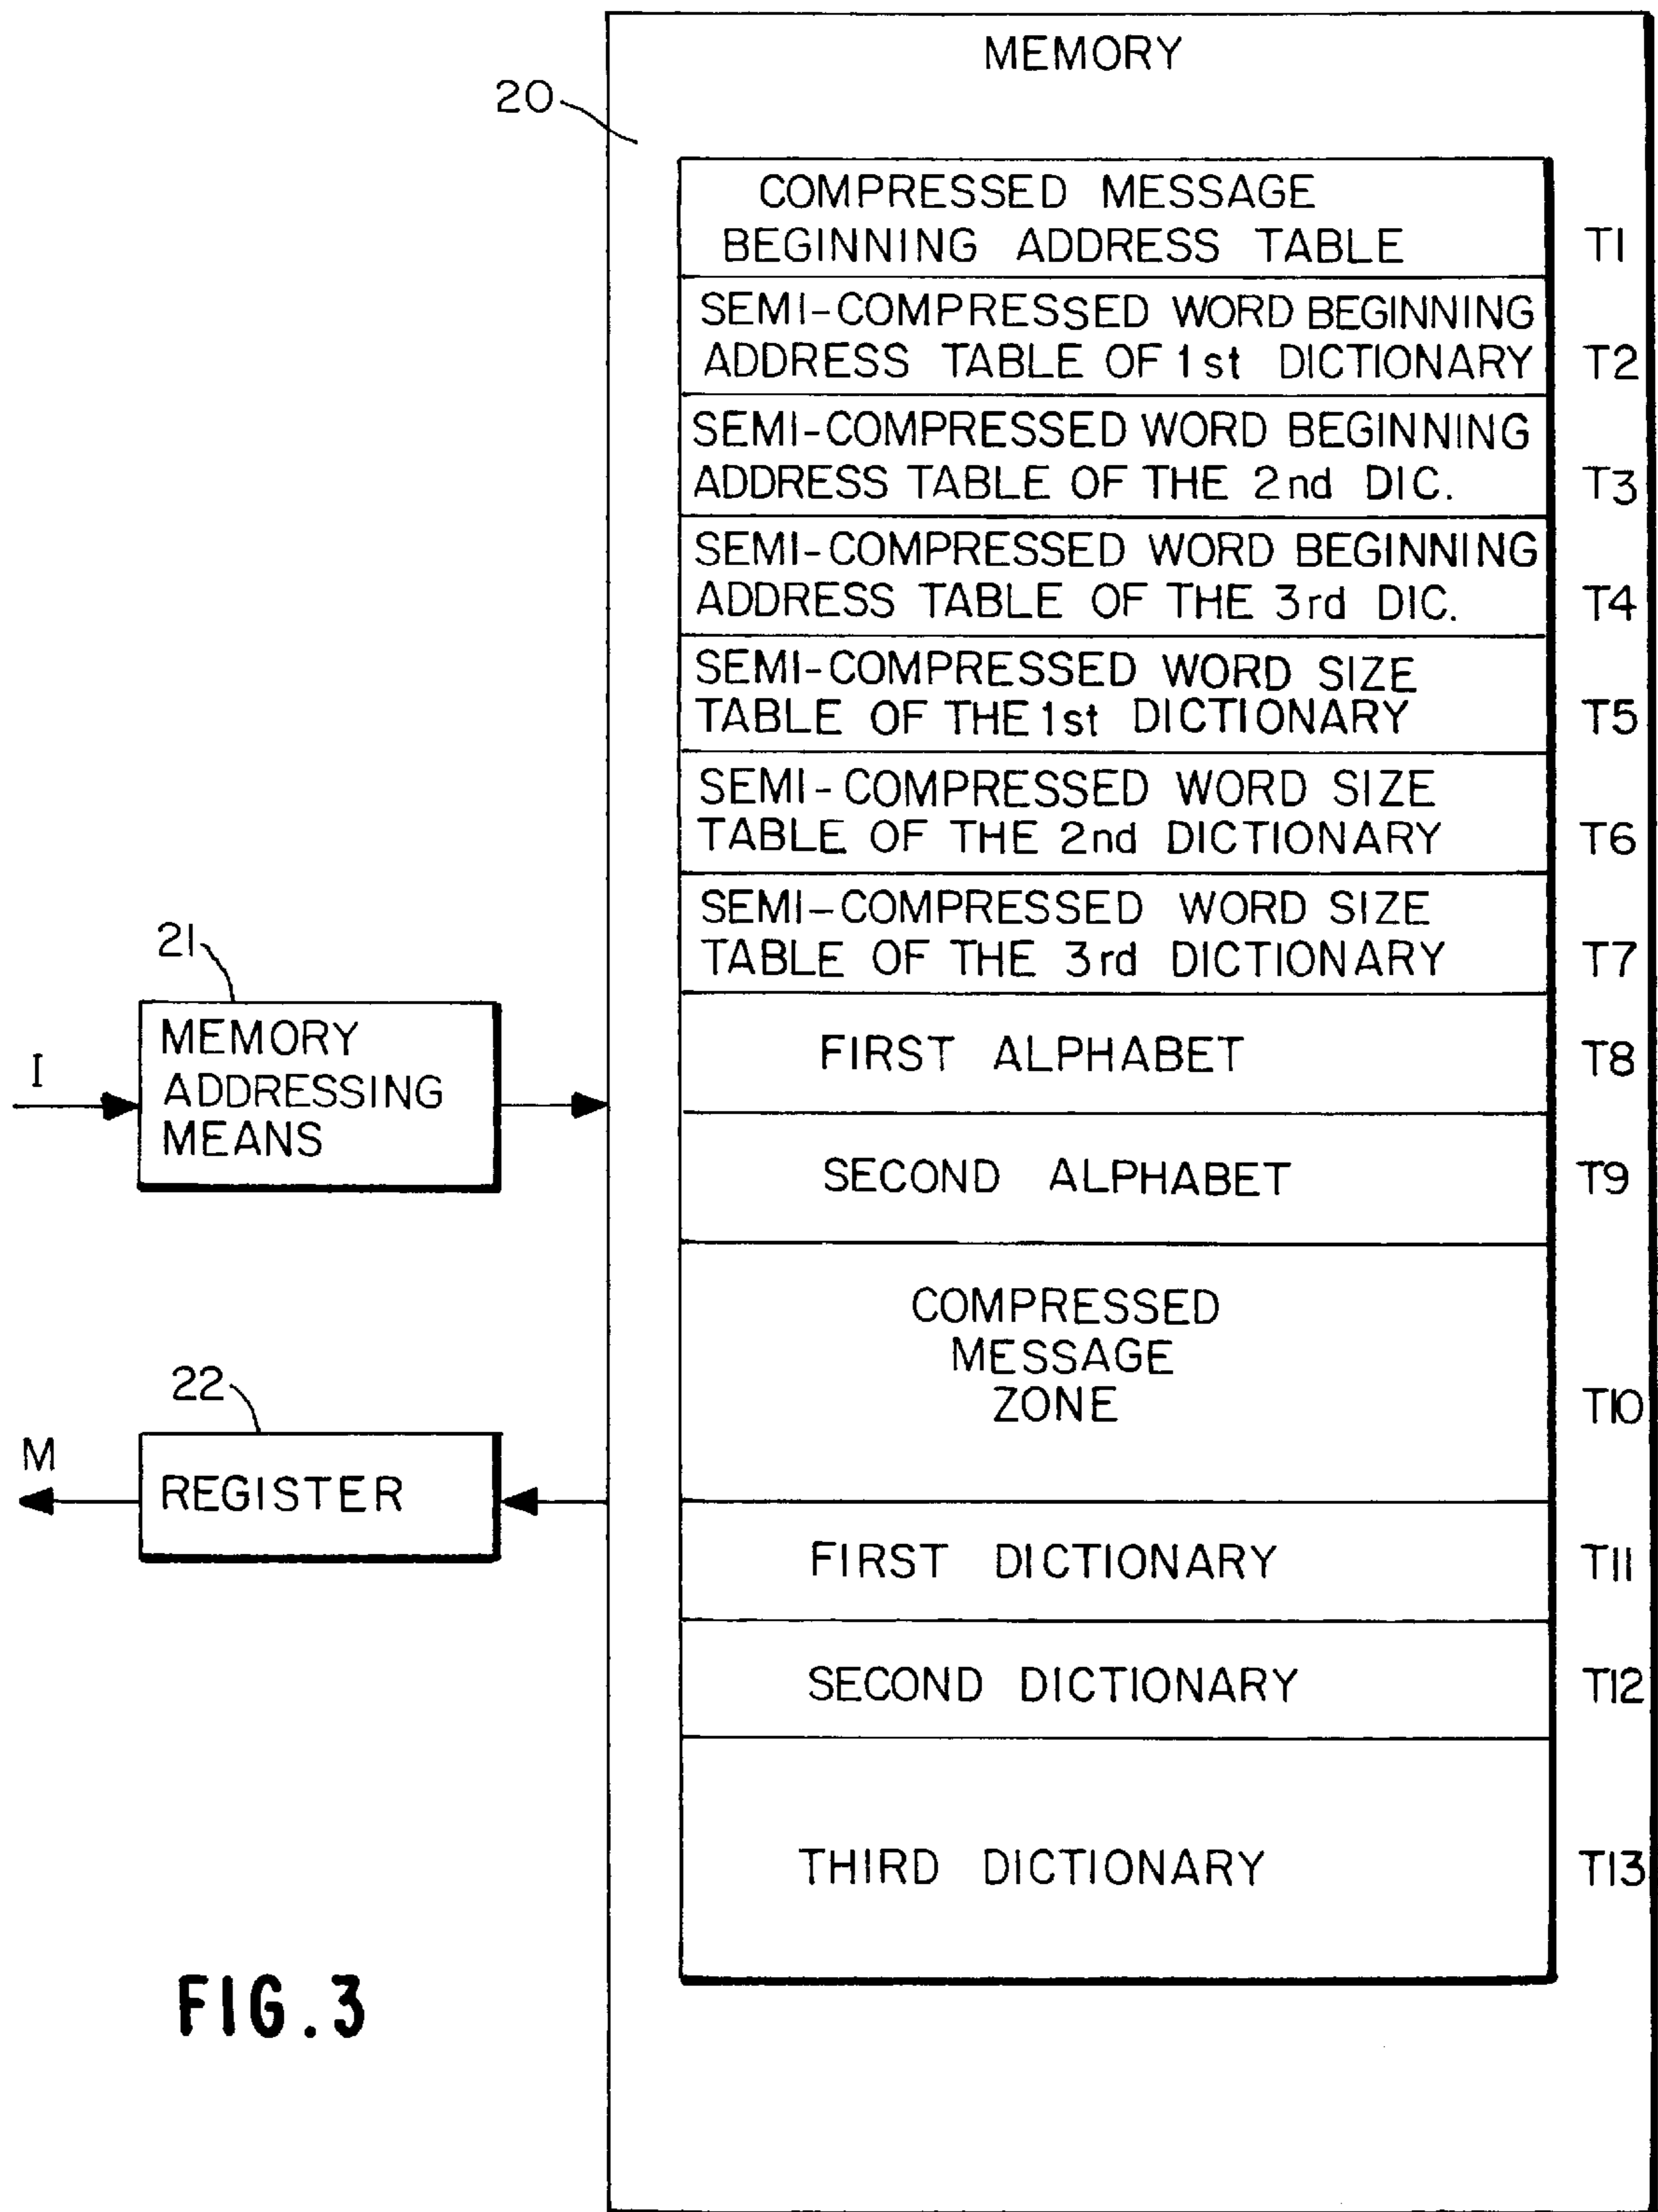 MEMORY
20
COMPRESSED MESSAGE
BEGINNING ADDRESS TABLE T1
SEMI-COMPRESSED WORD BEGINNING
ADDRESS TABLE OF 1st DICTIONARY T2
SEMI-COMPRESSED WORD BEGINNING
ADDRESS TABLE OF THE 2nd DIC. T3
SEMI-COMPRESSED WORD BEGINNING
ADDRESS TABLE OF THE 3rd DIC. T4
SEMI-COMPRESSED WORD SIZE
TABLE OF THE 1st DICTIONARY T5
SEMI-COMPRESSED WORD SIZE
TABLE OF THE 2nd DICTIONARY T6
SEMI-COMPRESSED WORD SIZE
TABLE OF THE 3rd DICTIONARY T7
FIRST ALPHABET T8
SECOND ALPHABET T9
COMPRESSED
MESSAGE
ZONE T10
FIRST DICTIONARY T11
SECOND DICTIONARY T12
THIRD DICTIONARY T13
21
I
MEMORY
ADDRESSING
MEANS
22
M
REGISTER
FIG.3